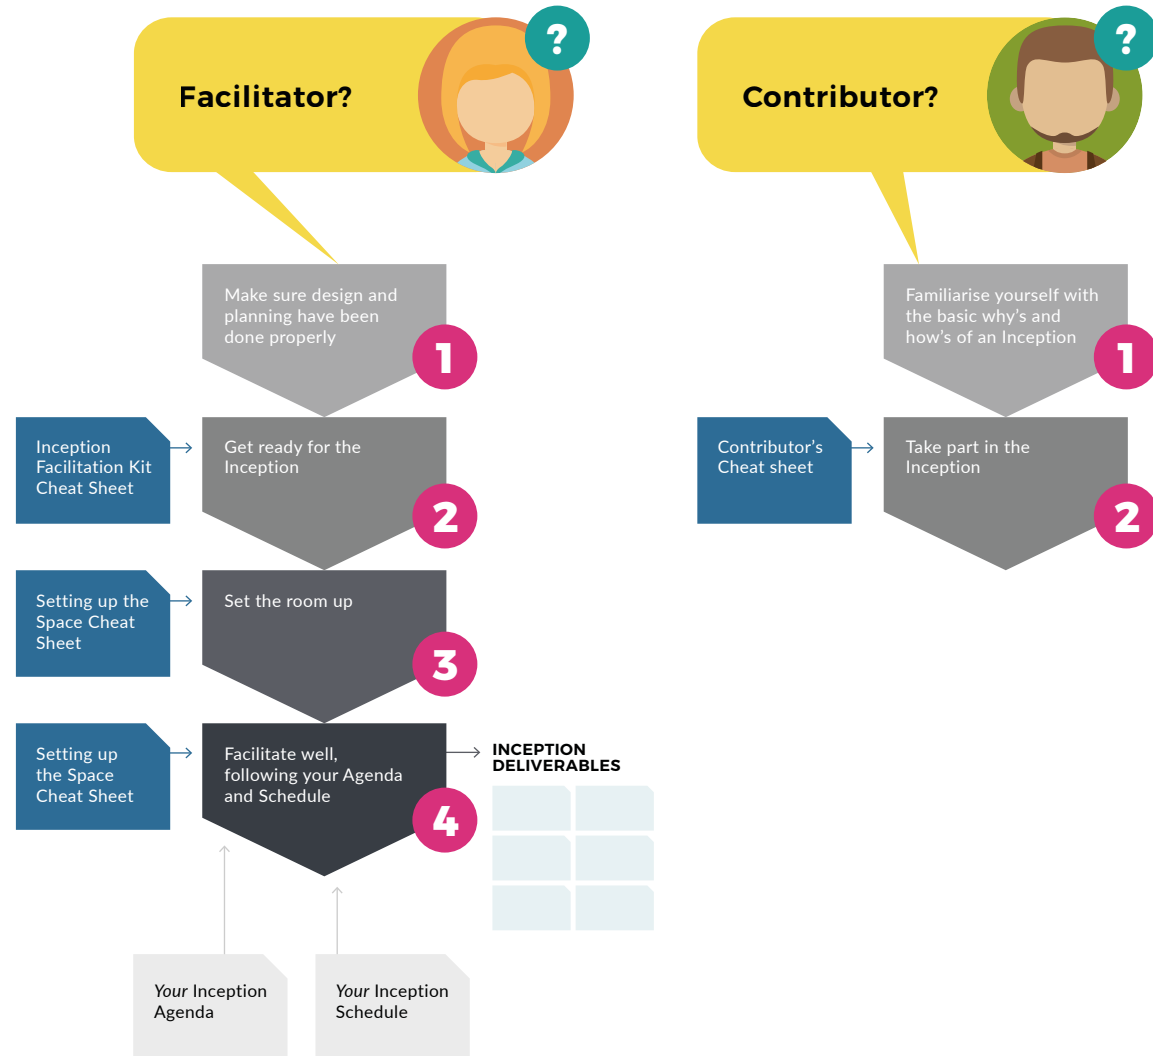 Facilitator?
?
Make sure design and
planning have been
done properly
1
Inception
Facilitation Kit
Cheat Sheet
Get ready for the
Inception
2
Setting up the
Space Cheat
Sheet
Set the room up
3
Setting up
the Space
Cheat Sheet
Facilitate well,
following your Agenda
and Schedule
4
INCEPTION
DELIVERABLES
Your Inception
Agenda
Your Inception
Schedule
Contributor?
?
Familiarise yourself with
the basic why's and
how's of an Inception
1
Contributor's
Cheat sheet
Take part in the
Inception
2